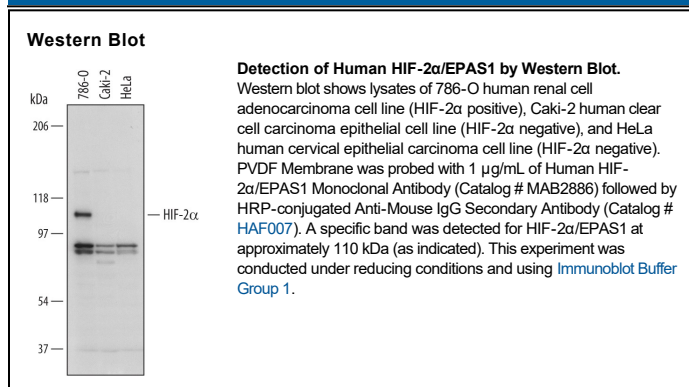 Western Blot
kDa
786-O
Caki-2
HeLa
206
118
HIF-2α
97
54
37
Detection of Human HIF-2α/EPAS1 by Western Blot.
Western blot shows lysates of 786-O human renal cell
adenocarcinoma cell line (HIF-2α positive), Caki-2 human clear
cell carcinoma epithelial cell line (HIF-2α negative), and HeLa
human cervical epithelial carcinoma cell line (HIF-2α negative).
PVDF Membrane was probed with 1 µg/mL of Human HIF-
2α/EPAS1 Monoclonal Antibody (Catalog # MAB2886) followed by
HRP-conjugated Anti-Mouse IgG Secondary Antibody (Catalog #
HAF007). A specific band was detected for HIF-2α/EPAS1 at
approximately 110 kDa (as indicated). This experiment was
conducted under reducing conditions and using Immunoblot Buffer
Group 1.